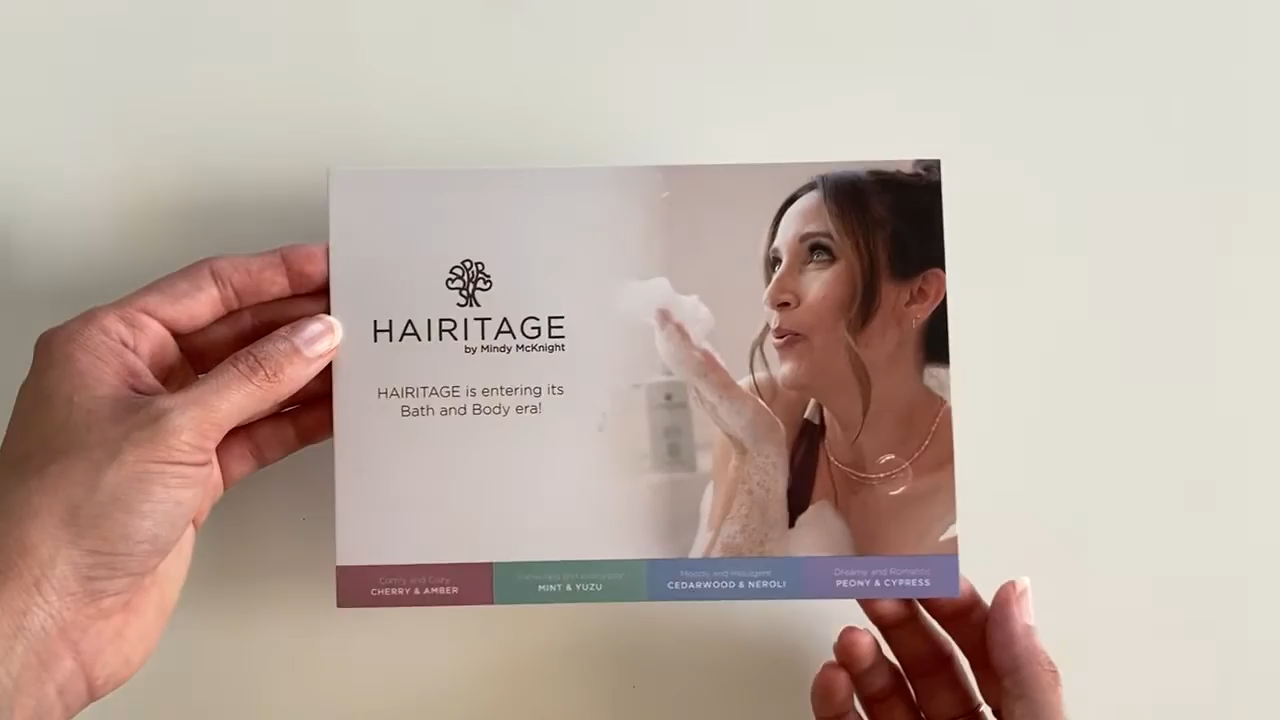 HAIRITAGE
by Mindy McKnight
HAIRITAGE is entering its
Bath and Body era!
Comfy and Cozy
CHERRY & AMBER
MINT & YUZU
CEDARWOOD & NEROLI
Dreamy and Romantic
PEONY & CYPRESS